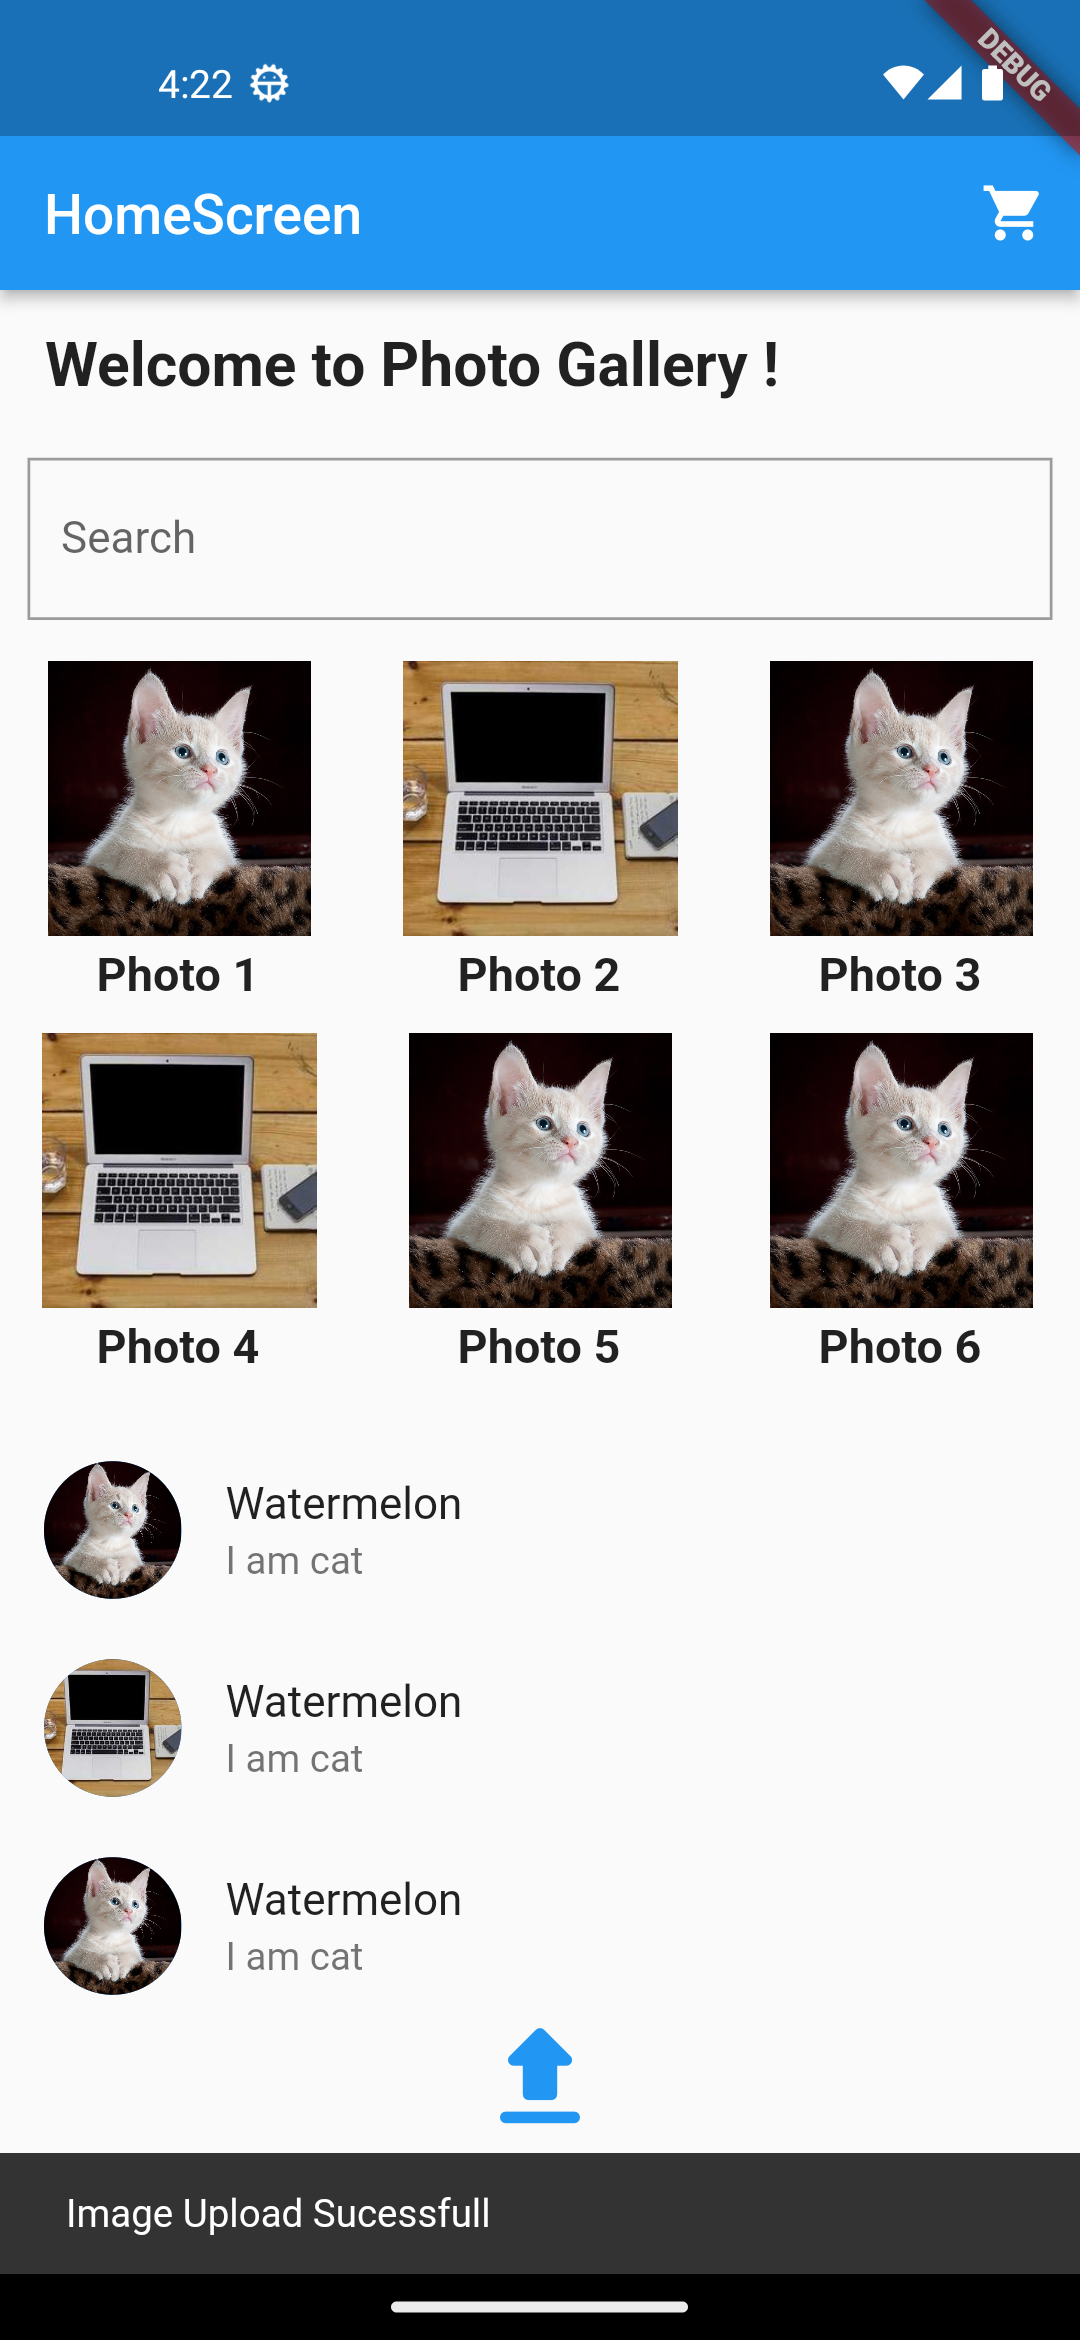 4:22
DEBUG
HomeScreen
Welcome to Photo Gallery !
Search
Photo 1
Photo 2
Photo 3
Photo 4
Photo 5
Photo 6
Watermelon
I am cat
Watermelon
I am cat
Watermelon
I am cat
Image Upload Sucessfull